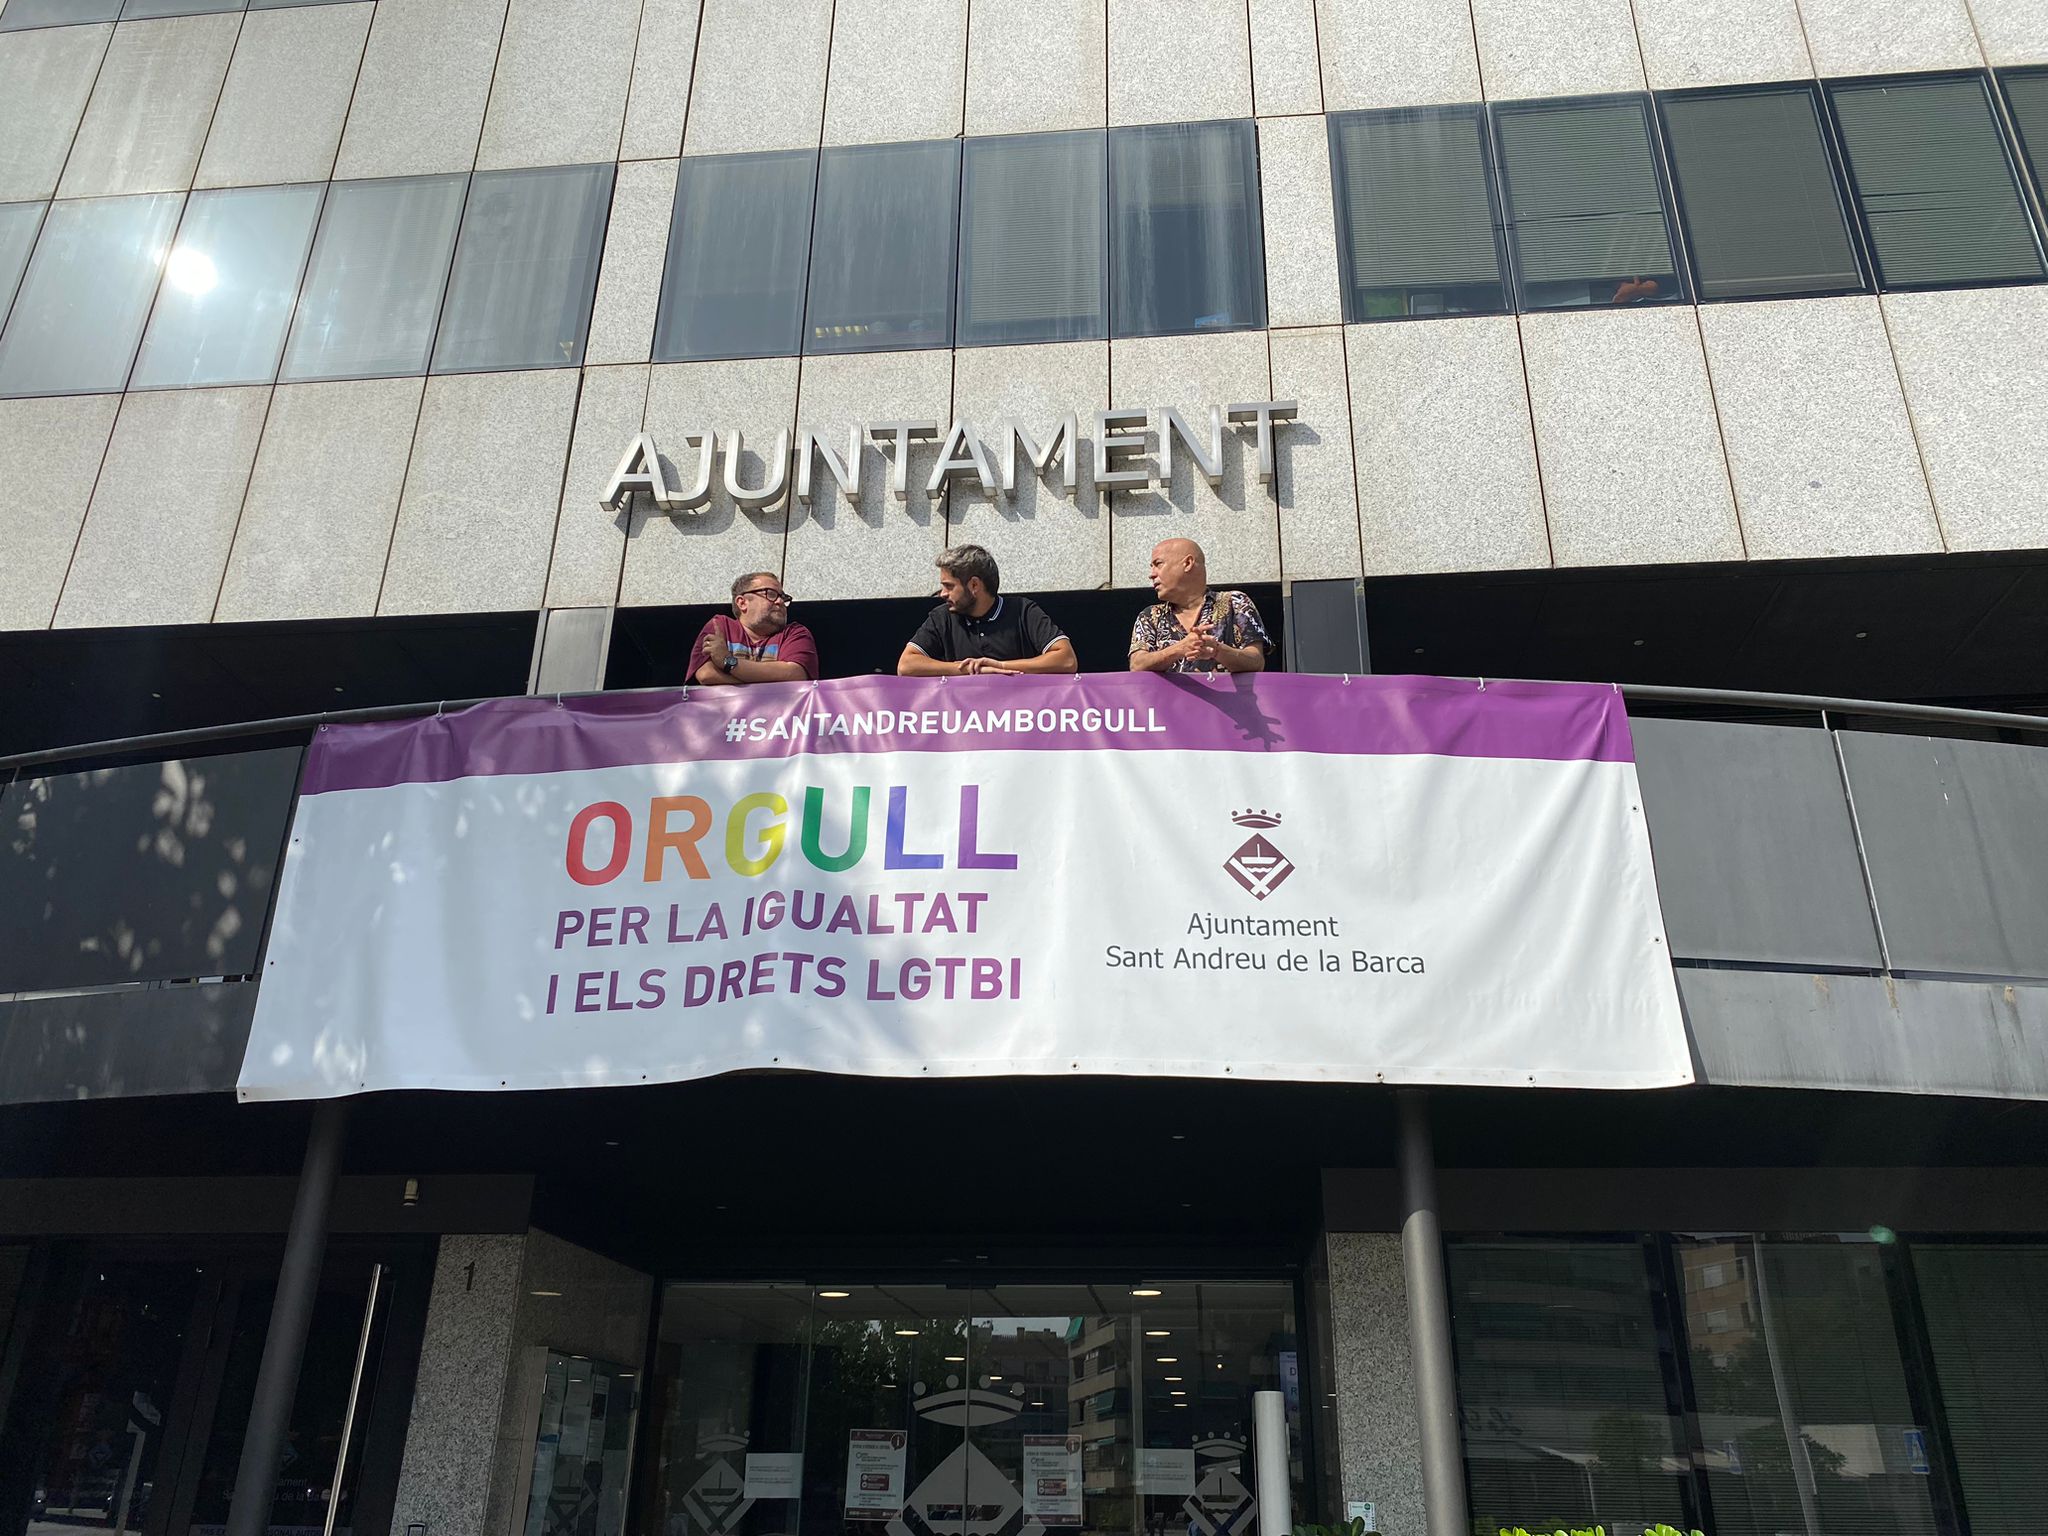 AJUNTAMENT
#SANTANDREUAMBORGULL
ORGULL
PER LA IGUALTAT
I ELS DRETS LGTBI
Ajuntament
Sant Andreu de la Barca
1